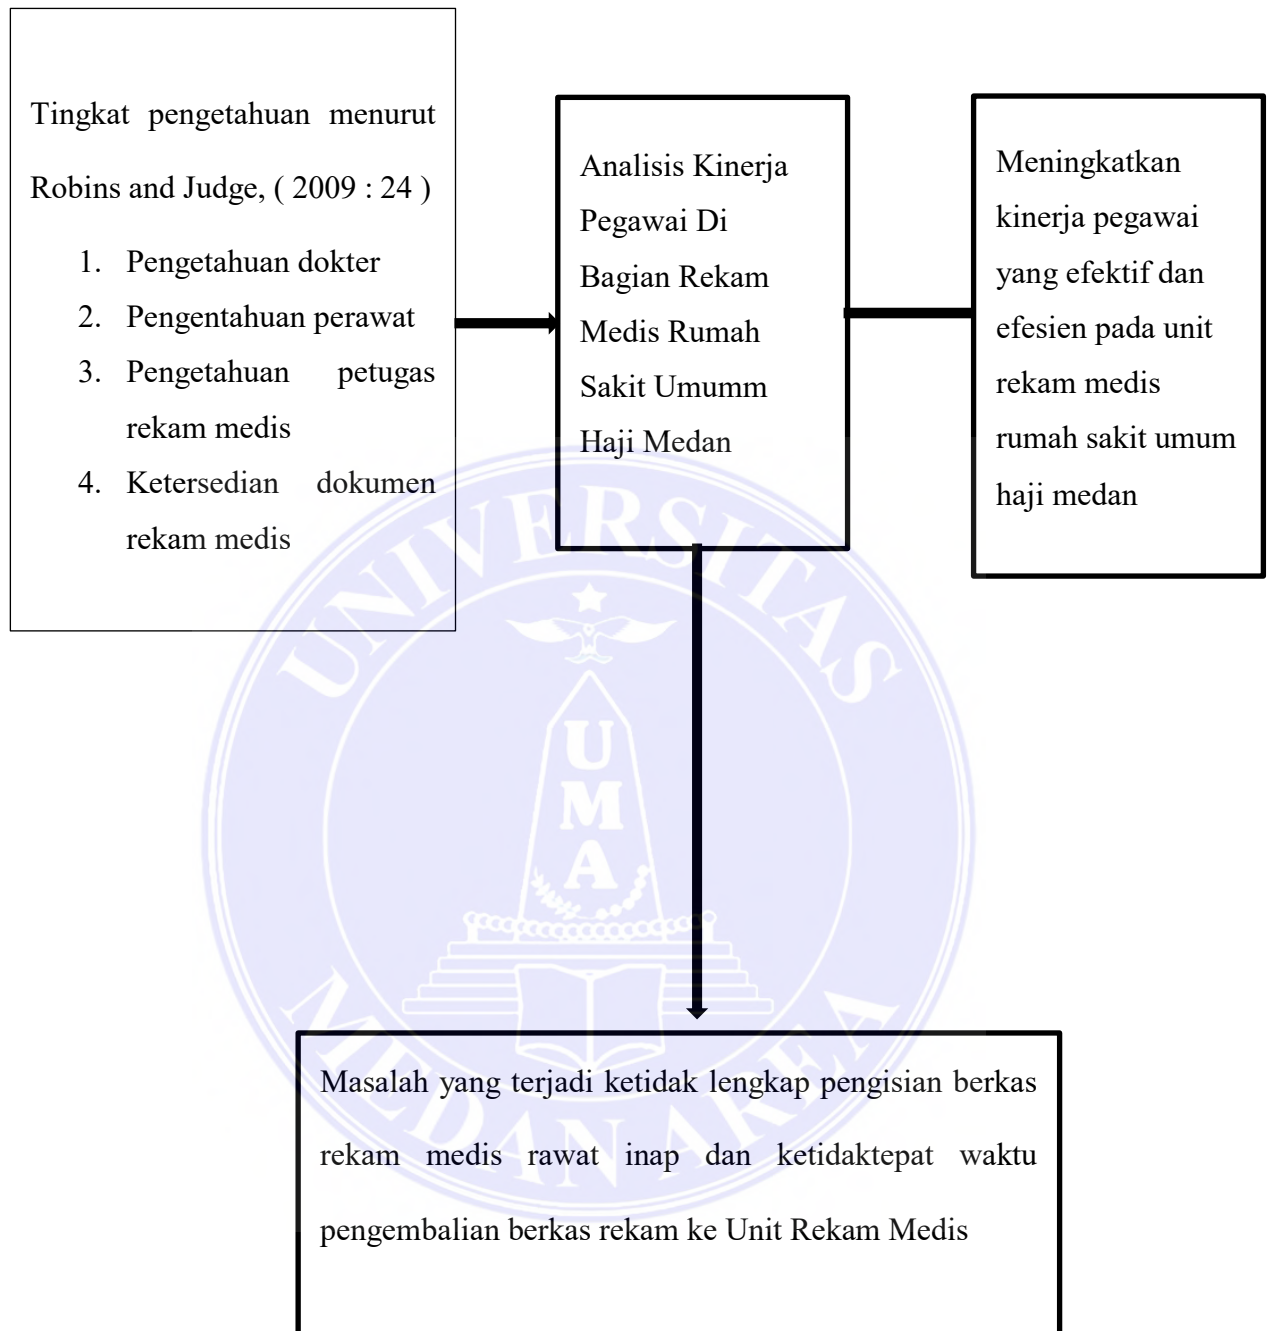 Tingkat pengetahuan menurut
Robins and Judge, ( 2009 : 24 )
1. Pengetahuan dokter
2. Pengentahuan perawat
3. Pengetahuan petugas
rekam medis
4. Ketersedian dokumen
rekam medis
Analisis Kinerja
Pegawai Di
Bagian Rekam
Medis Rumah
Sakit Umumm
Haji Medan
Meningkatkan
kinerja pegawai
yang efektif dan
efesien pada unit
rekam medis
rumah sakit umum
haji medan
UNIVERSITAS
U
M
A
MEDAN AREA
Masalah yang terjadi ketidak lengkap pengisian berkas
rekam medis rawat inap dan ketidaktepat waktu
pengembalian berkas rekam ke Unit Rekam Medis